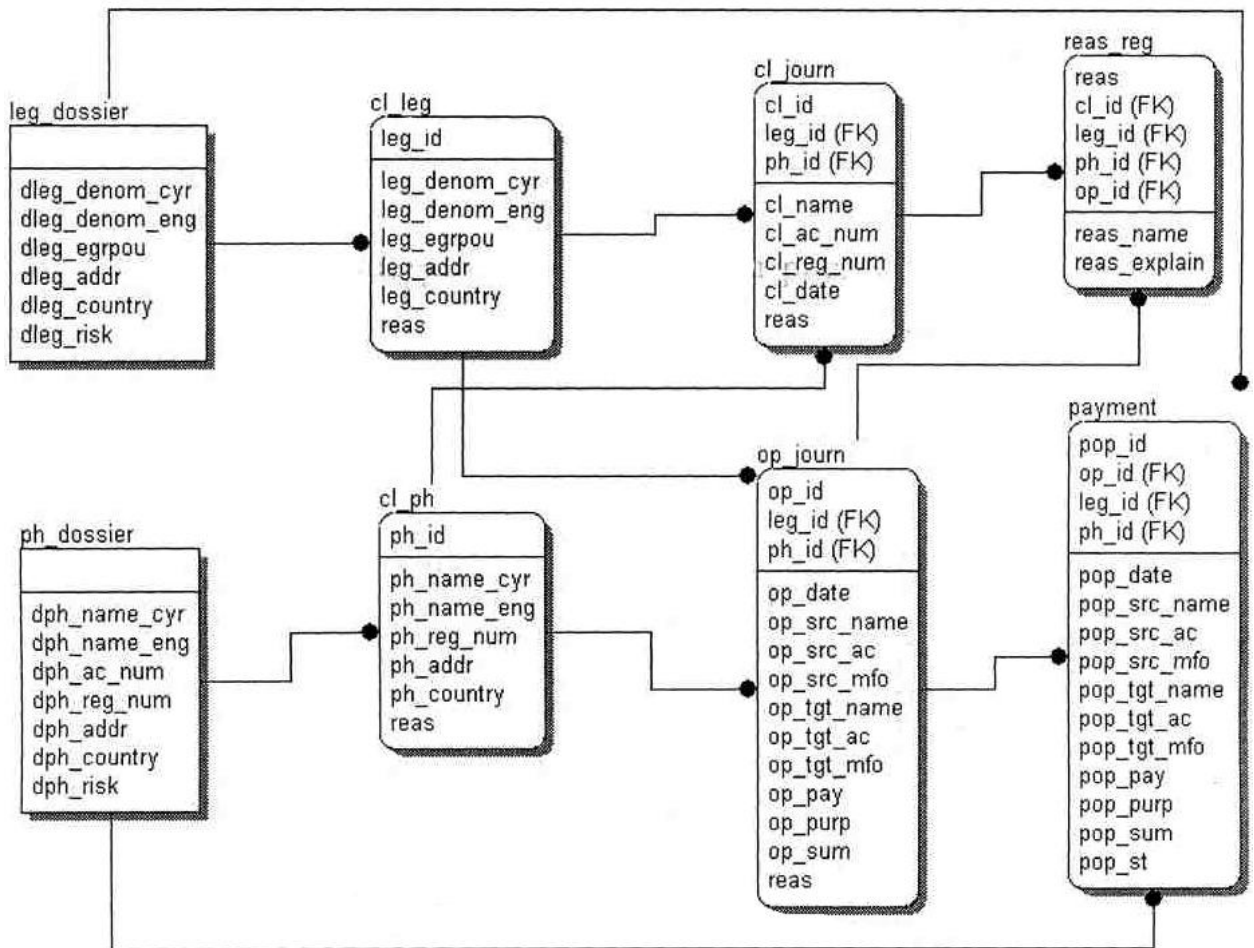 leg_dossier
dleg_denom_cyr
dleg_denom_eng
dleg_egrpou
dleg_addr
dleg_country
dleg_risk
cl_leg
leg_id
leg_denom_cyr
leg_denom_eng
leg_egrpou
leg_addr
leg_country
reas
cl_journ
cl_id
leg_id (FK)
ph_id (FK)
cl_name
cl_ac_num
cl_reg_num
cl_date
reas
reas_reg
reas
cl_id (FK)
leg_id (FK)
ph_id (FK)
op_id (FK)
reas_name
reas_explain
ph_dossier
dph_name_cyr
dph_name_eng
dph_ac_num
dph_reg_num
dph_addr
dph_country
dph_risk
cl_ph
ph_id
ph_name_cyr
ph_name_eng
ph_reg_num
ph_addr
ph_country
reas
op_journ
op_id
leg_id (FK)
ph_id (FK)
op_date
op_src_name
op_src_ac
op_src_mfo
op_tgt_name
op_tgt_ac
op_tgt_mfo
op_pay
op_purp
op_sum
reas
payment
pop_id
op_id (FK)
leg_id (FK)
ph_id (FK)
pop_date
pop_src_name
pop_src_ac
pop_src_mfo
pop_tgt_name
pop_tgt_ac
pop_tgt_mfo
pop_pay
pop_purp
pop_sum
pop_st